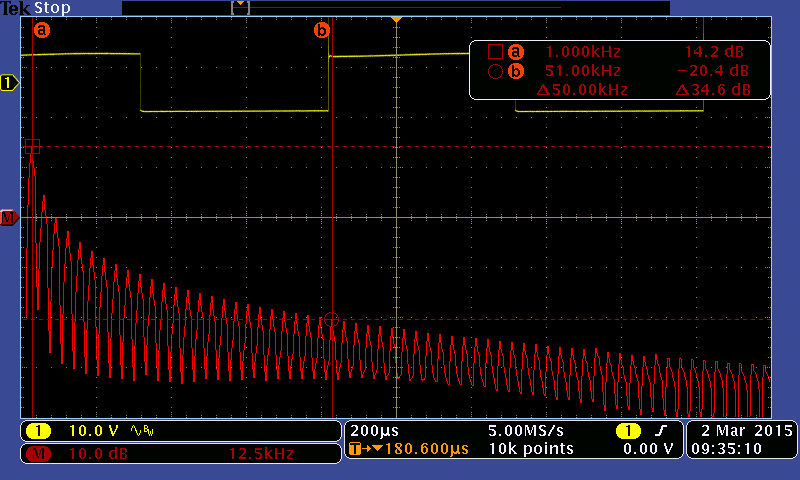 Tek Stop
a b
a 1.000kHz 14.2 dB
b 51.00kHz −20.4 dB
Δ50.00kHz Δ34.6 dB
1
M
1 10.0 V BW 200µs 5.00MS/s 1 0.00 V 2 Mar 2015
M 10.0 dB 12.5kHz T→▼180.600µs 10k points 09:35:10